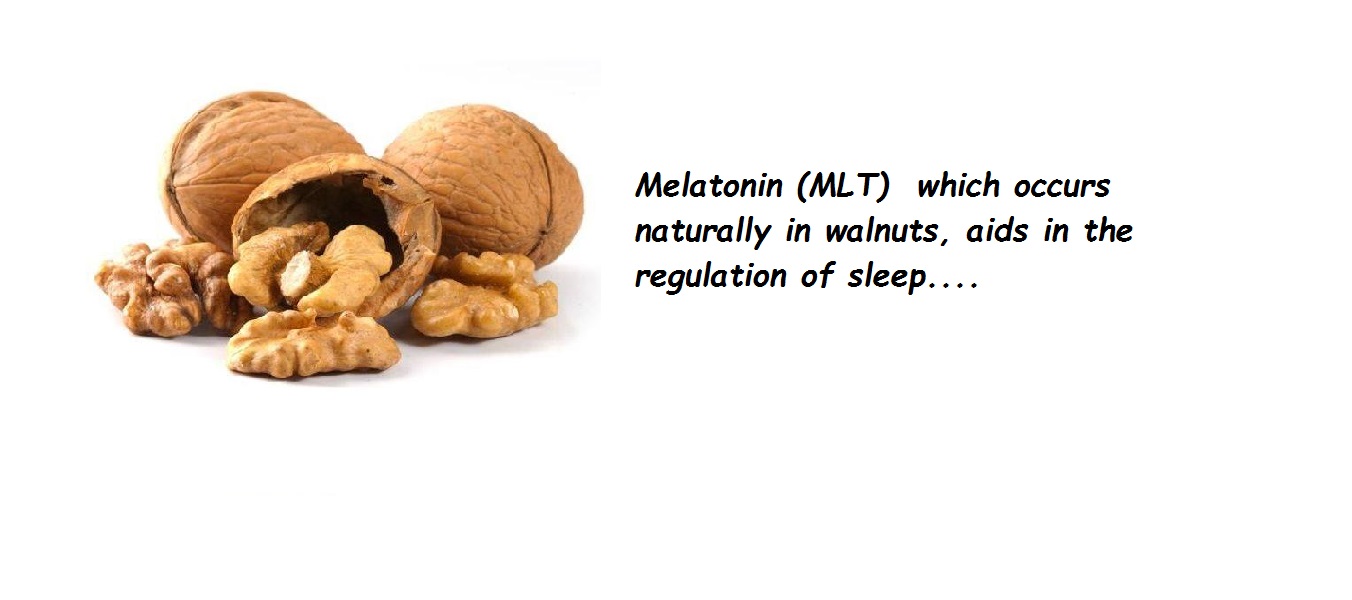 Melatonin (MLT)  which occurs
naturally in walnuts, aids in the
regulation of sleep....